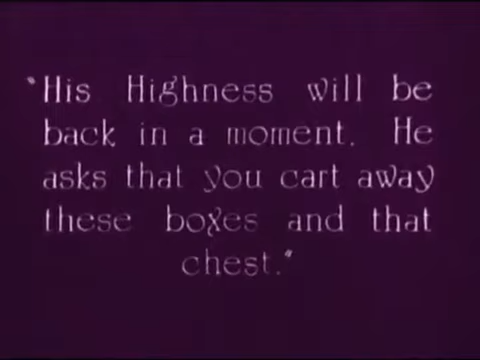 "His Highness will be
back in a moment. He
asks that you cart away
these boxes and that
chest."